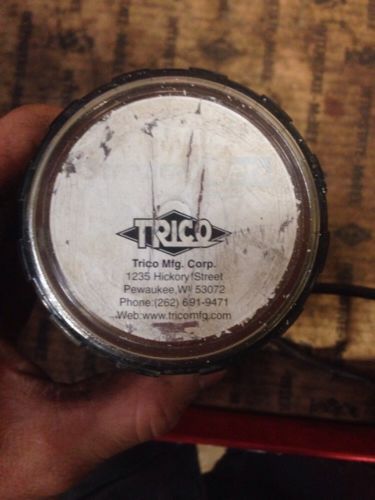 TRICO
Trico Mfg. Corp.
1235 Hickory Street
Pewaukee, WI 53072
Phone:(262) 691-9471
Web:www.tricomfg.com